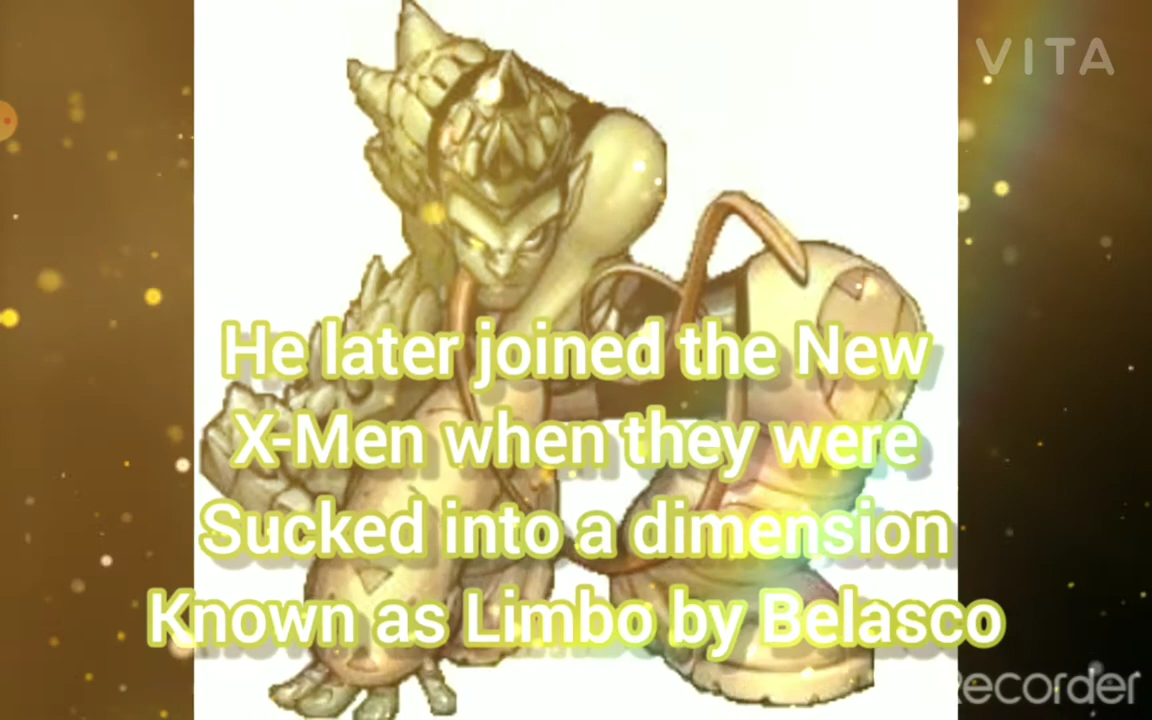 VITA
He later joined the New
X-Men when they were
Sucked into a dimension
Known as Limbo by Belasco
Recorder